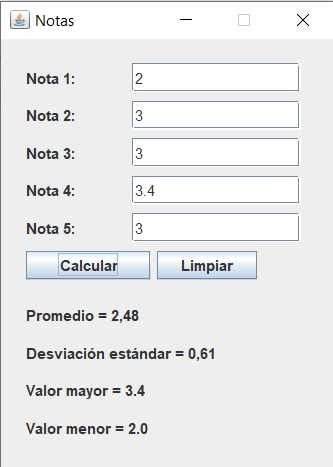 Notas
Nota 1: 2
Nota 2: 3
Nota 3: 3
Nota 4: 3.4
Nota 5: 3
Calcular Limpiar
Promedio = 2,48
Desviación estándar = 0,61
Valor mayor = 3.4
Valor menor = 2.0